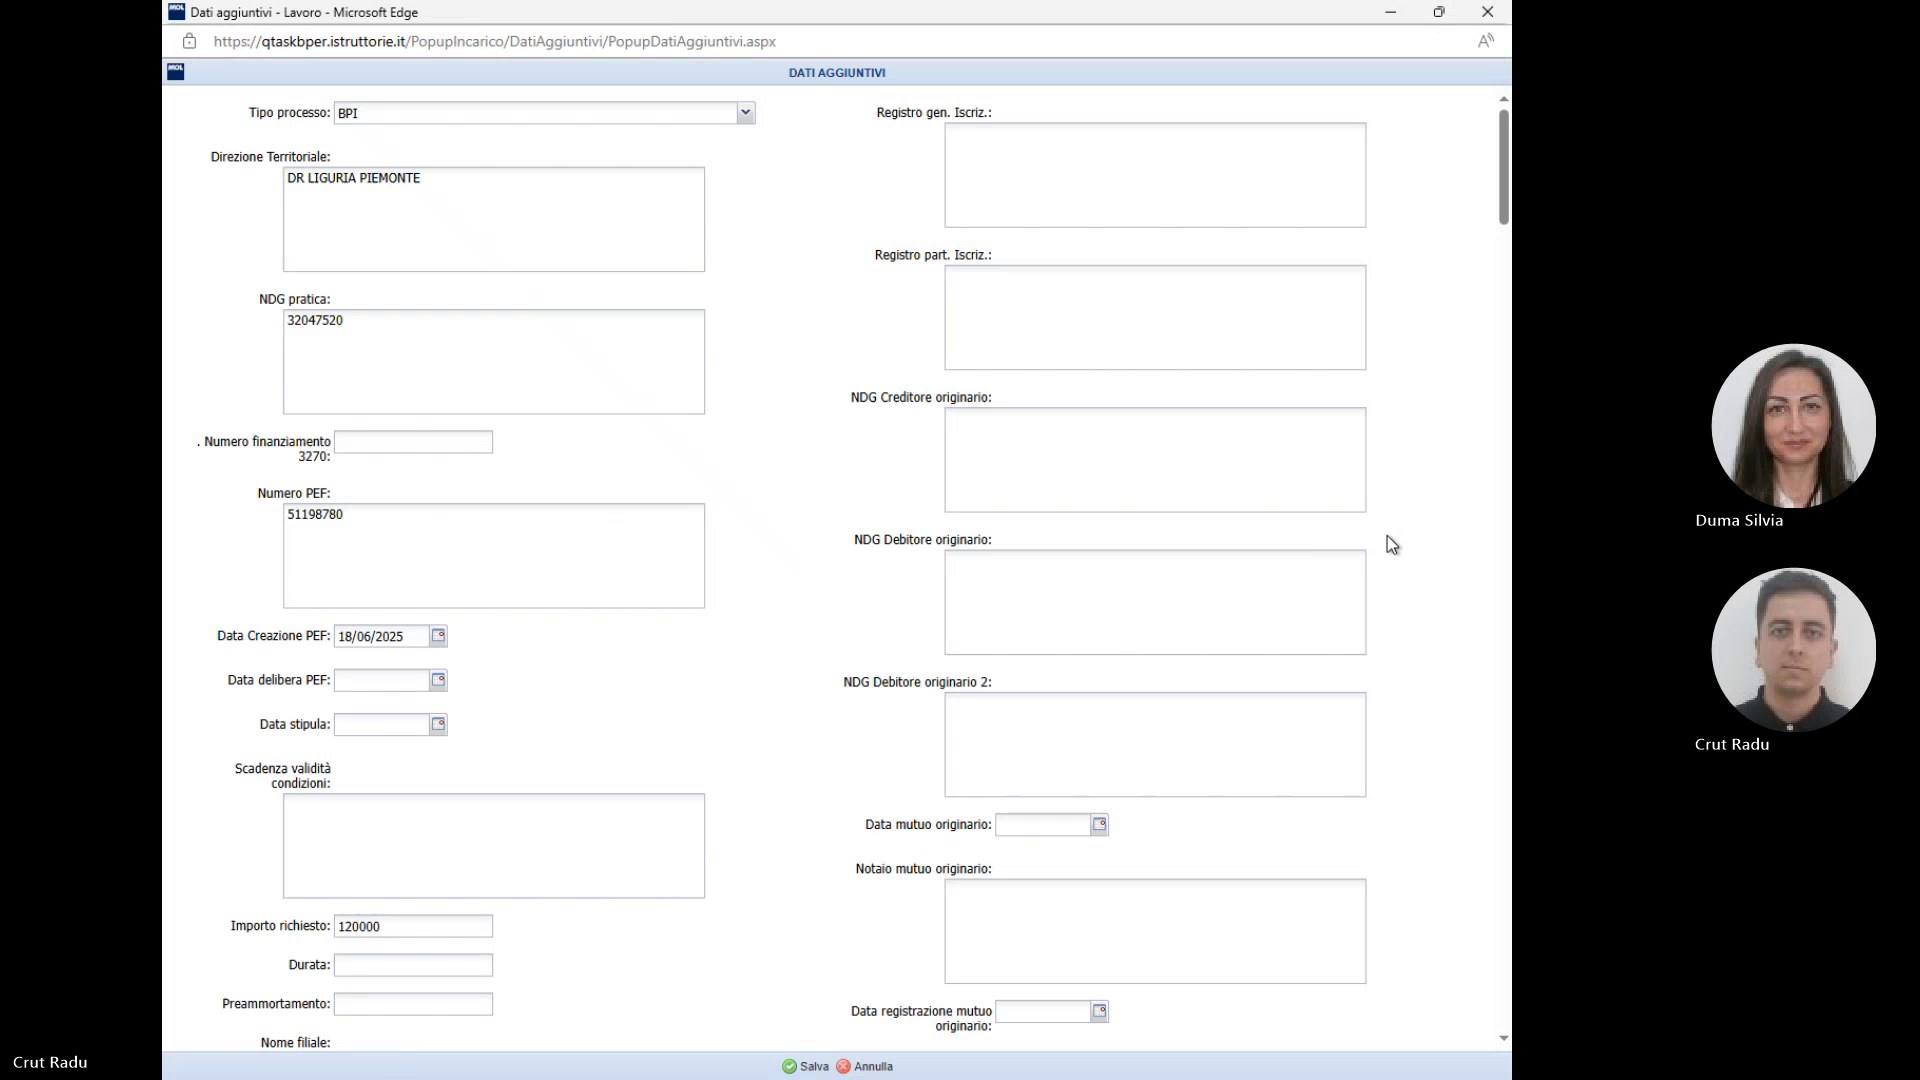 MOL Dati aggiuntivi - Lavoro - Microsoft Edge
https://qtaskbper.istruttorie.it/PopupIncarico/DatiAggiuntivi/PopupDatiAggiuntivi.aspx
MOL
DATI AGGIUNTIVI
Tipo processo: BPI
Direzione Territoriale:
DR LIGURIA PIEMONTE
NDG pratica:
32047520
. Numero finanziamento
3270:
Numero PEF:
51198780
Data Creazione PEF: 18/06/2025
Data delibera PEF:
Data stipula:
Scadenza validità
condizioni:
Importo richiesto: 120000
Durata:
Preammortamento:
Nome filiale:
Registro gen. Iscriz.:
Registro part. Iscriz.:
NDG Creditore originario:
NDG Debitore originario:
NDG Debitore originario 2:
Data mutuo originario:
Notaio mutuo originario:
Data registrazione mutuo
originario:
Salva Annulla
Duma Silvia
Crut Radu
Crut Radu